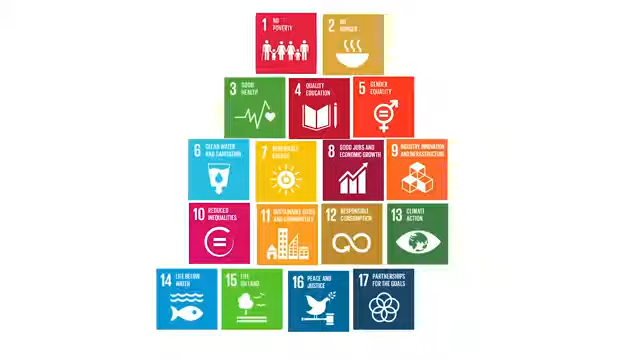 1 NO
POVERTY
2 NO
HUNGER
3 GOOD
HEALTH
4 QUALITY
EDUCATION
5 GENDER
EQUALITY
6 CLEAN WATER
AND SANITATION
7 RENEWABLE
ENERGY
8 GOOD JOBS AND
ECONOMIC GROWTH
9 INDUSTRY, INNOVATION
AND INFRASTRUCTURE
10 REDUCED
INEQUALITIES
11 SUSTAINABLE CITIES
AND COMMUNITIES
12 RESPONSIBLE
CONSUMPTION
13 CLIMATE
ACTION
14 LIFE BELOW
WATER
15 LIFE
ON LAND
16 PEACE AND
JUSTICE
17 PARTNERSHIPS
FOR THE GOALS